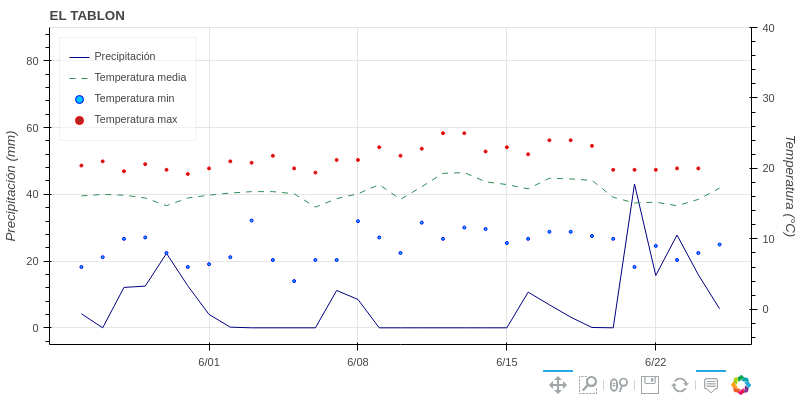 EL TABLON
Precipitación
Temperatura media
Temperatura min
Temperatura max
Precipitación (mm)
80
60
40
20
0
Temperatura (°C)
40
30
20
10
0
6/01
6/08
6/15
6/22